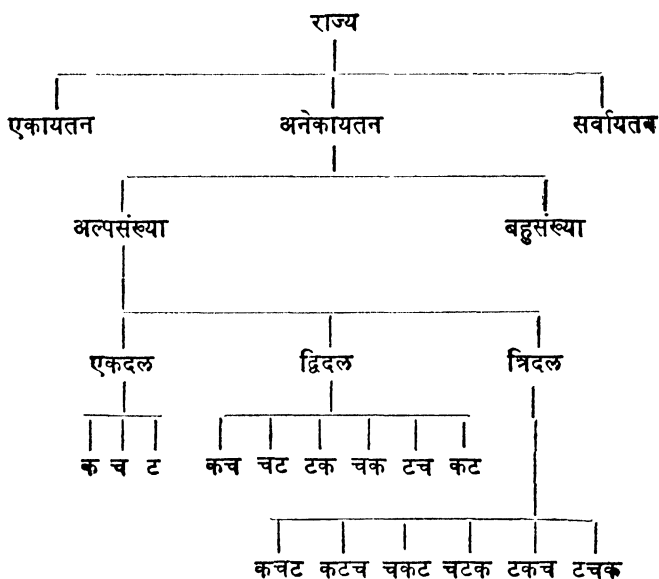 राज्य
एकायतन अनेकायतन सर्वायतन
अल्पसंख्या बहुसंख्या
एकदल द्विदल त्रिदल
क च ट कच चट टक चक टच कट
कचट कटच चकट चटक टकच टचक